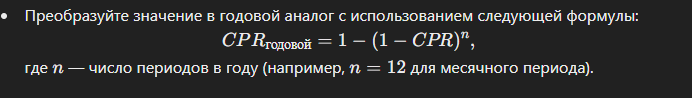 • Преобразуйте значение в годовой аналог с использованием следующей формулы:
CPR_годовой = 1 − (1 − CPR)^n,
где n — число периодов в году (например, n = 12 для месячного периода).